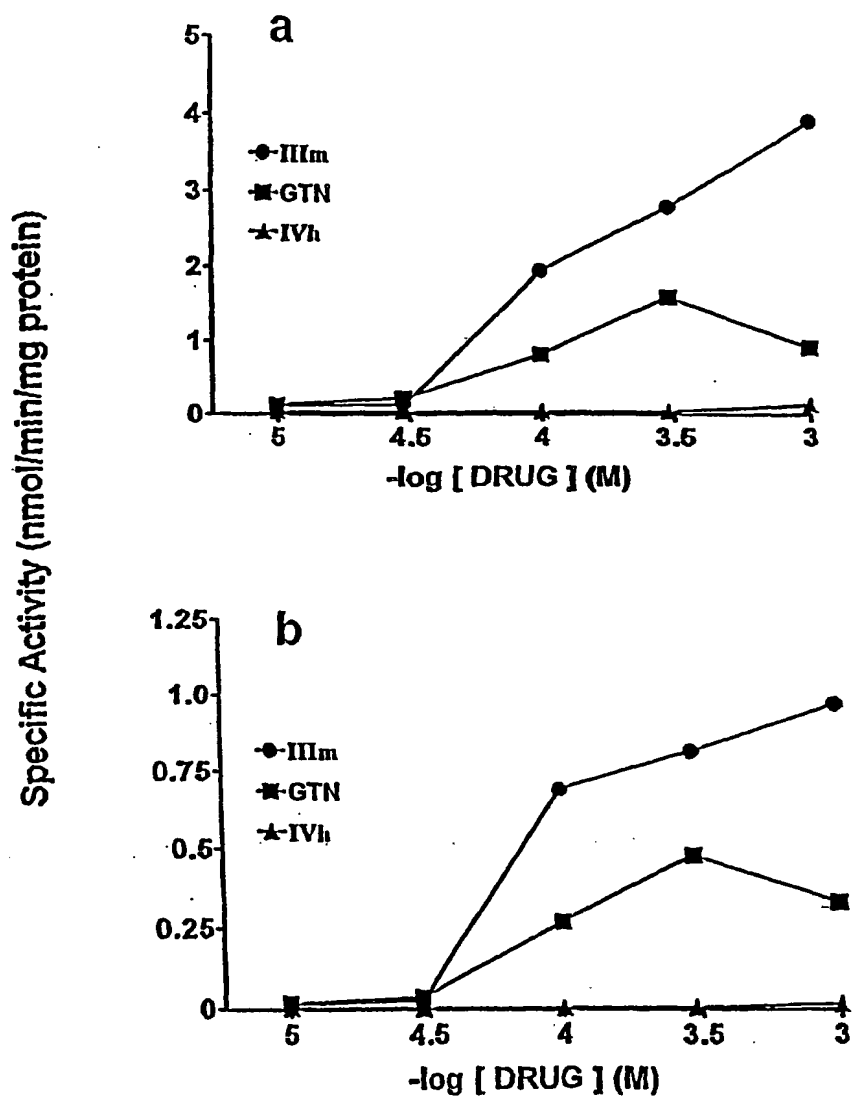 Specific Activity (nmol/min/mg protein)
a
5
4
3
2
1
0
IIIm
GTN
IVh
5 4.5 4 3.5 3
-log [ DRUG ] (M)
b
1.25
1.0
0.75
0.5
0.25
0
IIIm
GTN
IVh
5 4.5 4 3.5 3
-log [ DRUG ] (M)